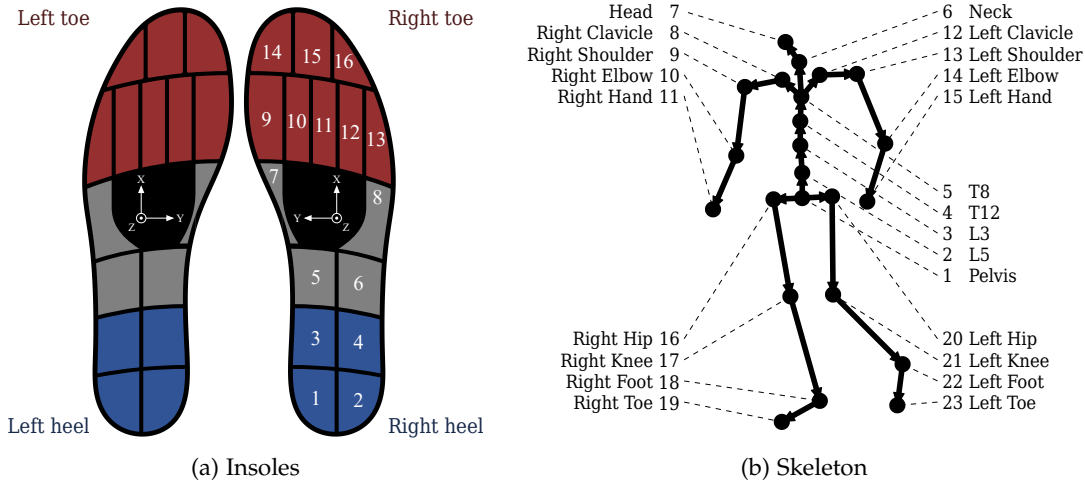 Left toe
Right toe
14 15 16
9 10 11 12 13
7
8
X
Y
Z
X
Y
Z
5 6
3 4
1 2
Left heel
Right heel
(a) Insoles
Head 7
Right Clavicle 8
Right Shoulder 9
Right Elbow 10
Right Hand 11
6 Neck
12 Left Clavicle
13 Left Shoulder
14 Left Elbow
15 Left Hand
5 T8
4 T12
3 L3
2 L5
1 Pelvis
Right Hip 16
Right Knee 17
Right Foot 18
Right Toe 19
20 Left Hip
21 Left Knee
22 Left Foot
23 Left Toe
(b) Skeleton